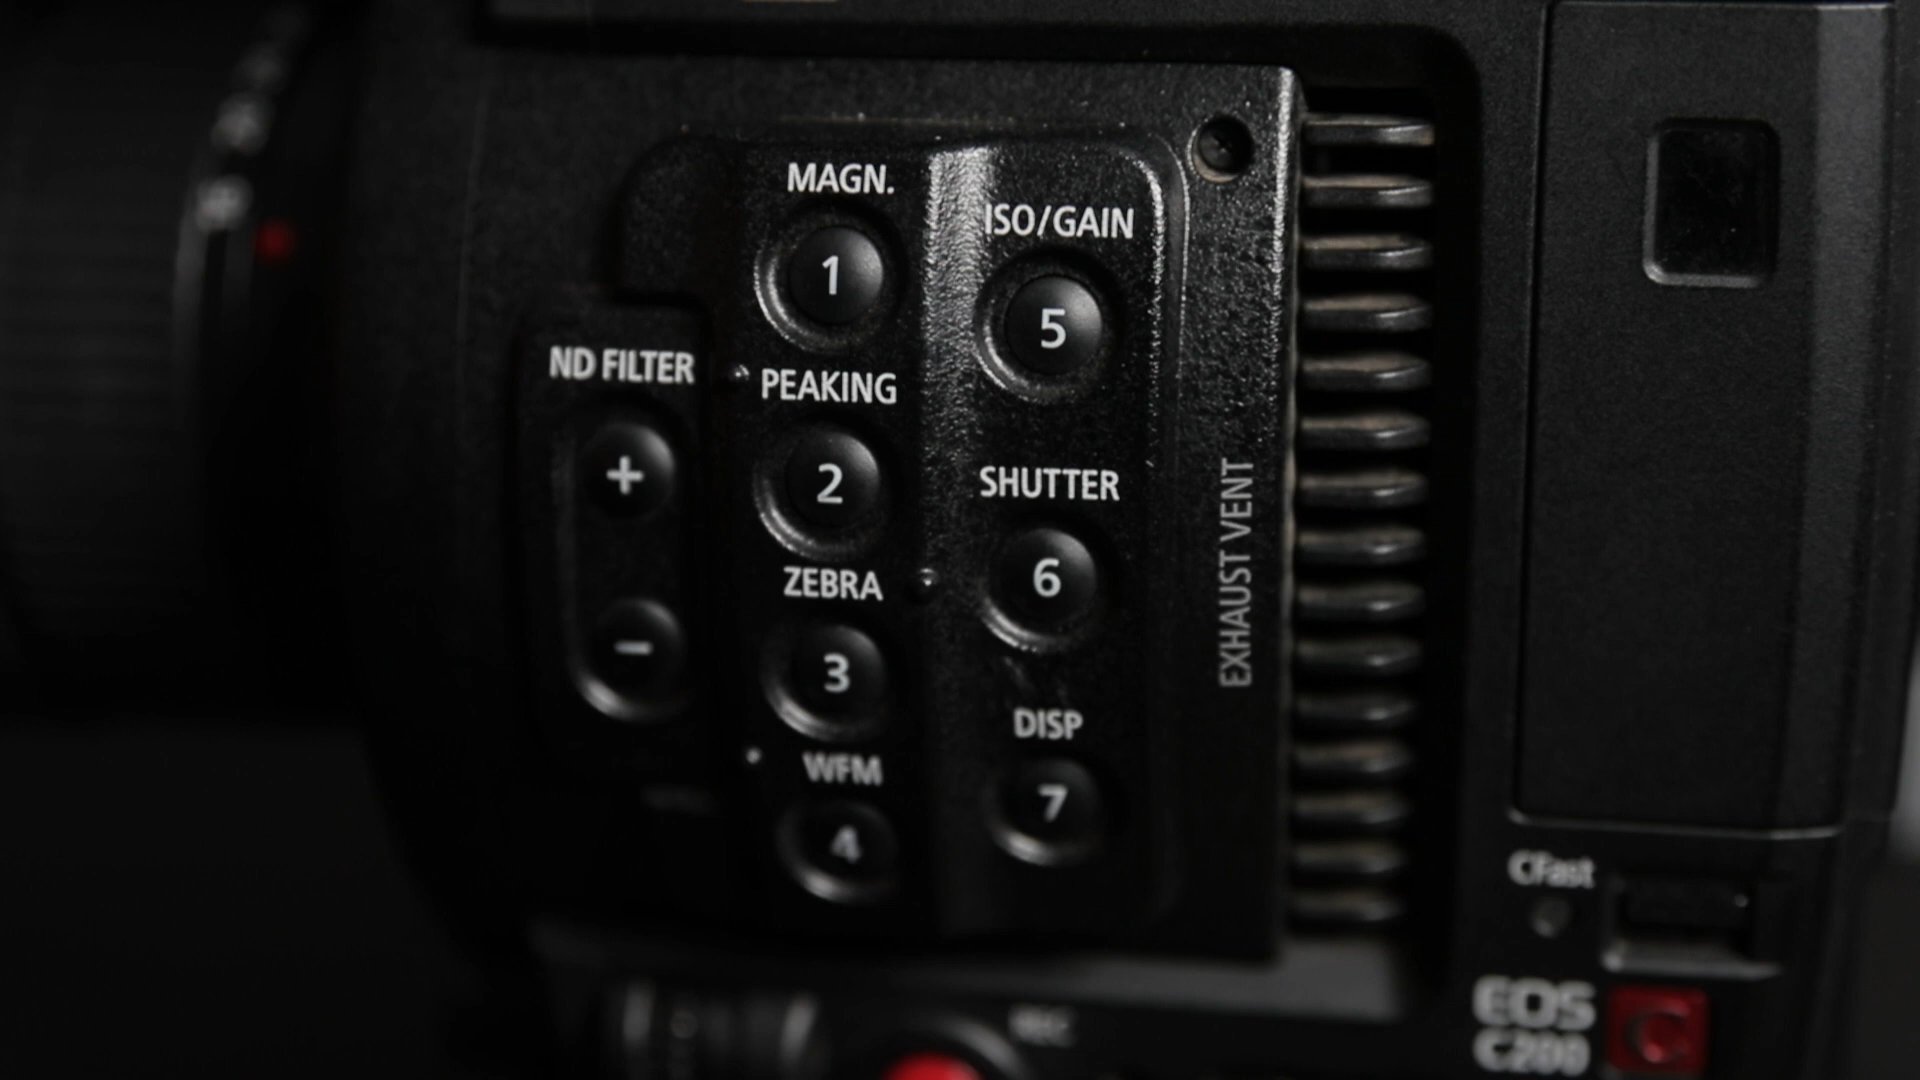 MAGN.
1
ISO/GAIN
5
ND FILTER
+
-
PEAKING
2
SHUTTER
6
ZEBRA
3
DISP
7
WFM
4
EXHAUST VENT
CFast
REC
EOS
C200
C